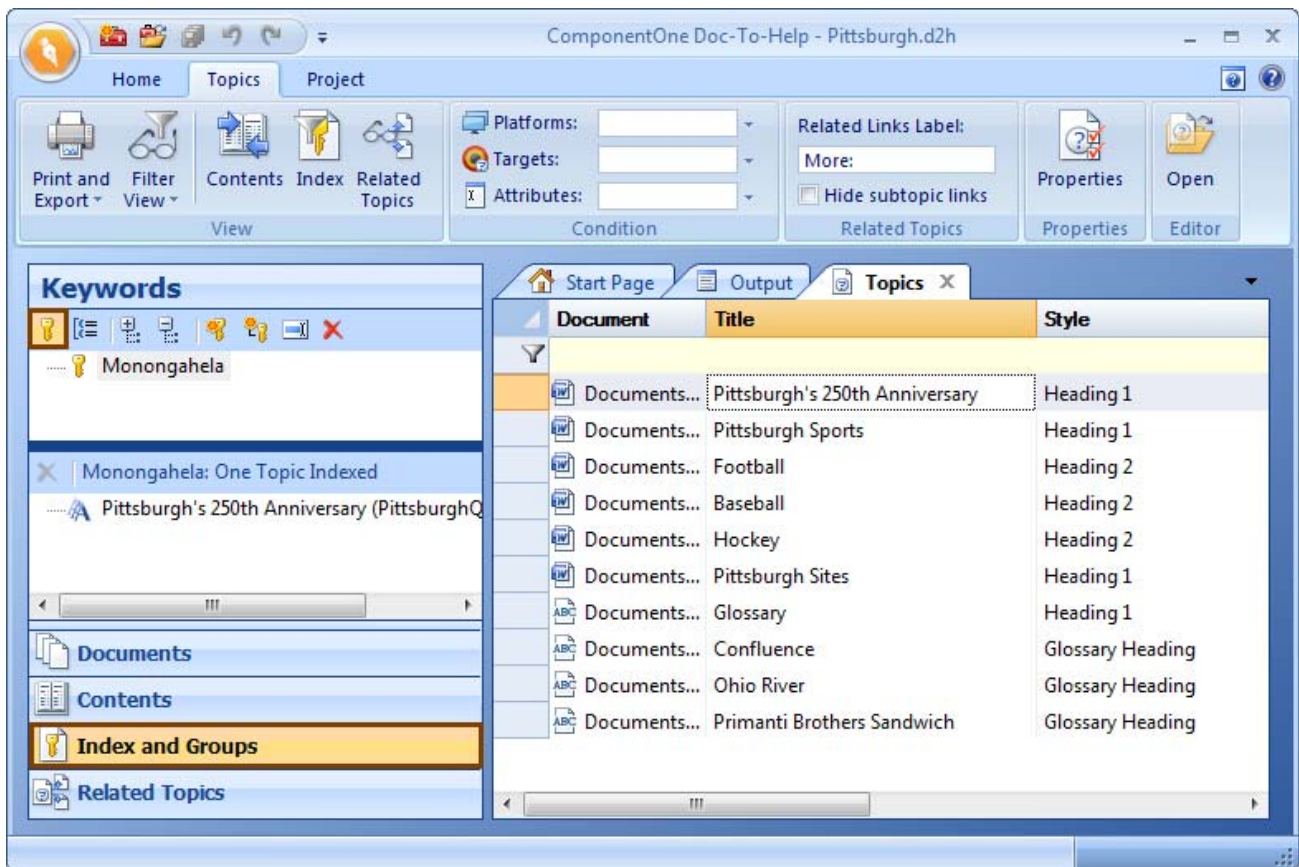 ComponentOne Doc-To-Help - Pittsburgh.d2h
Home Topics Project
Print and Export
Filter View
Contents
Index
Related Topics
View
Platforms:
Targets:
Attributes:
Condition
Related Links Label:
More:
Hide subtopic links
Related Topics
Properties
Properties
Open
Editor
Keywords
Monongahela
Monongahela: One Topic Indexed
Pittsburgh's 250th Anniversary (PittsburghQ
Documents
Contents
Index and Groups
Related Topics
Start Page Output Topics
Document Title Style
Documents... Pittsburgh's 250th Anniversary Heading 1
Documents... Pittsburgh Sports Heading 1
Documents... Football Heading 2
Documents... Baseball Heading 2
Documents... Hockey Heading 2
Documents... Pittsburgh Sites Heading 1
Documents... Glossary Heading 1
Documents... Confluence Glossary Heading
Documents... Ohio River Glossary Heading
Documents... Primanti Brothers Sandwich Glossary Heading